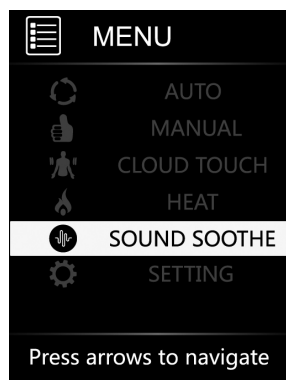 MENU
AUTO
MANUAL
CLOUD TOUCH
HEAT
SOUND SOOTHE
SETTING
Press arrows to navigate